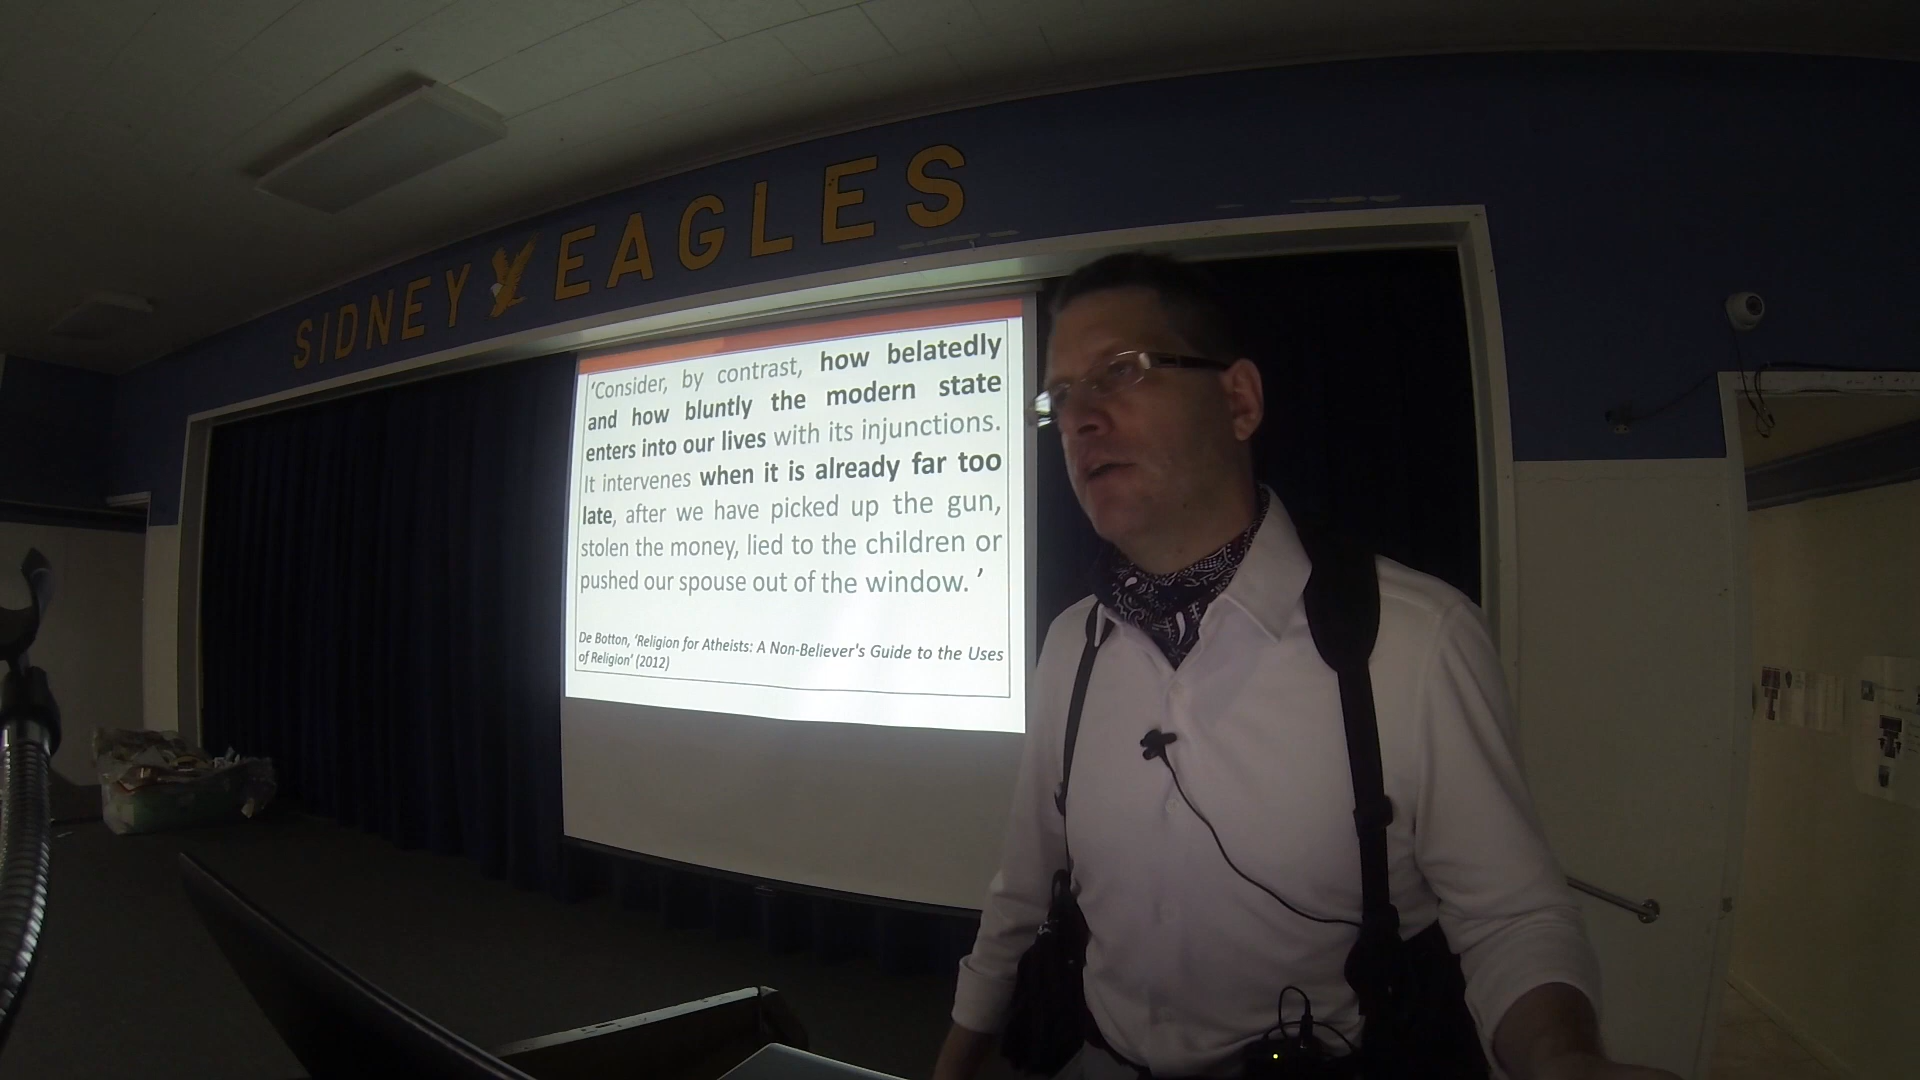 SIDNEY EAGLES
‘Consider, by contrast, how belatedly
and how bluntly the modern state
enters into our lives with its injunctions.
It intervenes when it is already far too
late, after we have picked up the gun,
stolen the money, lied to the children or
pushed our spouse out of the window. ’
De Botton, ‘Religion for Atheists: A Non-Believer's Guide to the Uses
of Religion’ (2012)